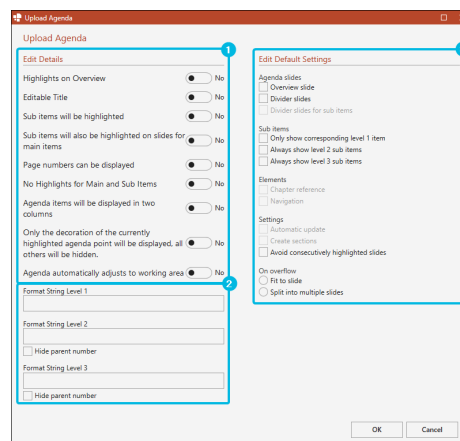 Upload Agenda
Upload Agenda
1
Edit Details
Highlights on Overview No
Editable Title No
Sub items will be highlighted No
Sub items will also be highlighted on slides for
main items No
Page numbers can be displayed No
No Highlights for Main and Sub Items No
Agenda items will be displayed in two
columns No
Only the decoration of the currently
highlighted agenda point will be displayed, all No
others will be hidden.
Agenda automatically adjusts to working area No
2
Format String Level 1
Format String Level 2
Hide parent number
Format String Level 3
Hide parent number
Edit Default Settings
Agenda slides
Overview slide
Divider slides
Divider slides for sub items
Sub items
Only show corresponding level 1 item
Always show level 2 sub items
Always show level 3 sub items
Elements
Chapter reference
Navigation
Settings
Automatic update
Create sections
Avoid consecutively highlighted slides
On overflow
Fit to slide
Split into multiple slides
OK Cancel